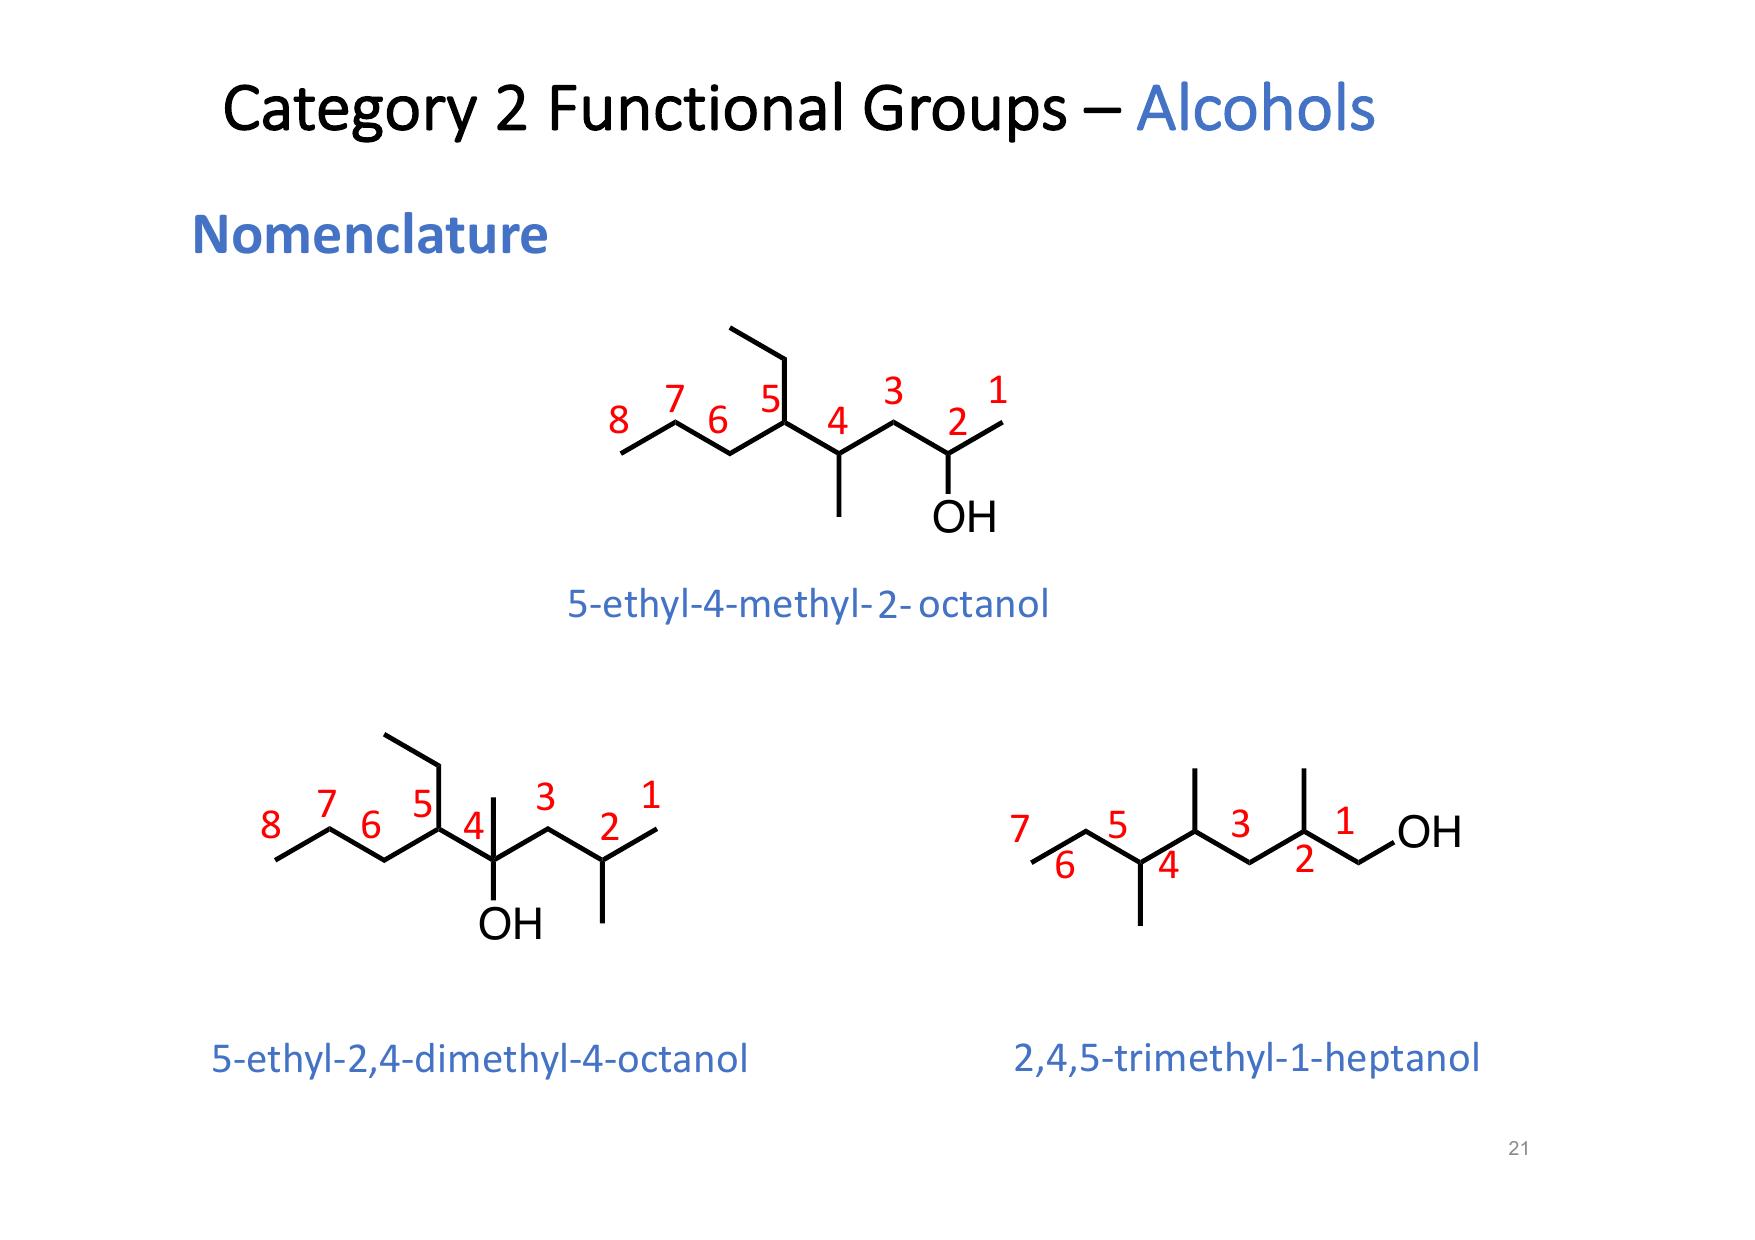 Category 2 Functional Groups – Alcohols
Nomenclature
8 7 6 5 4 3 2 1
OH
5-ethyl-4-methyl-2-octanol
8 7 6 5 4 3 2 1
OH
5-ethyl-2,4-dimethyl-4-octanol
7 6 5 4 3 2 1 OH
2,4,5-trimethyl-1-heptanol
21